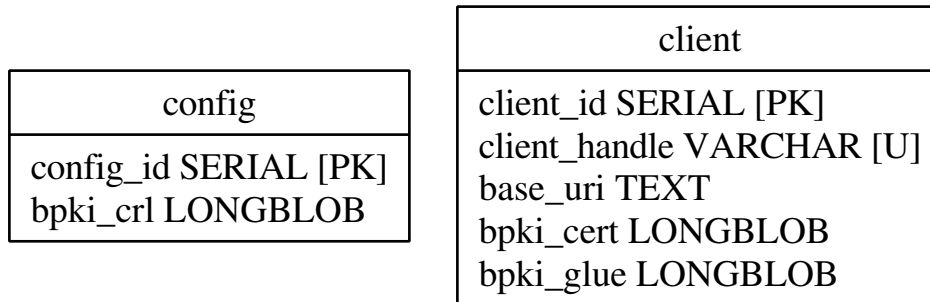 config
config_id SERIAL [PK]
bpki_crl LONGBLOB
client
client_id SERIAL [PK]
client_handle VARCHAR [U]
base_uri TEXT
bpki_cert LONGBLOB
bpki_glue LONGBLOB